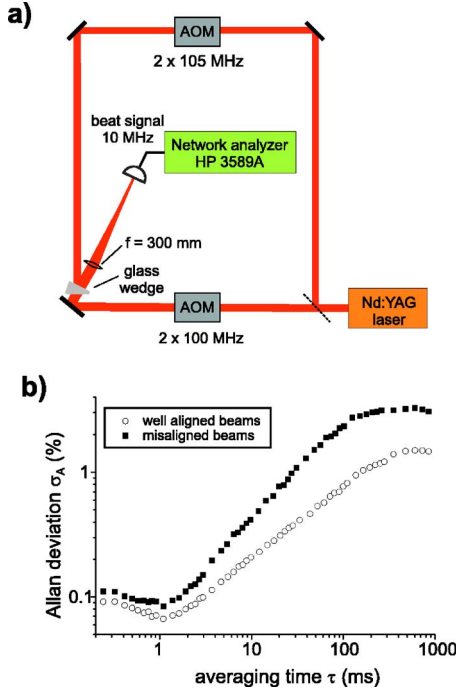 a)
AOM
2 x 105 MHz
beat signal
10 MHz
Network analyzer
HP 3589A
f = 300 mm
glass
wedge
AOM
2 x 100 MHz
Nd:YAG
laser
b)
well aligned beams
misaligned beams
Allan deviation σ_A (%)
1
0.1
1 10 100 1000
averaging time τ (ms)